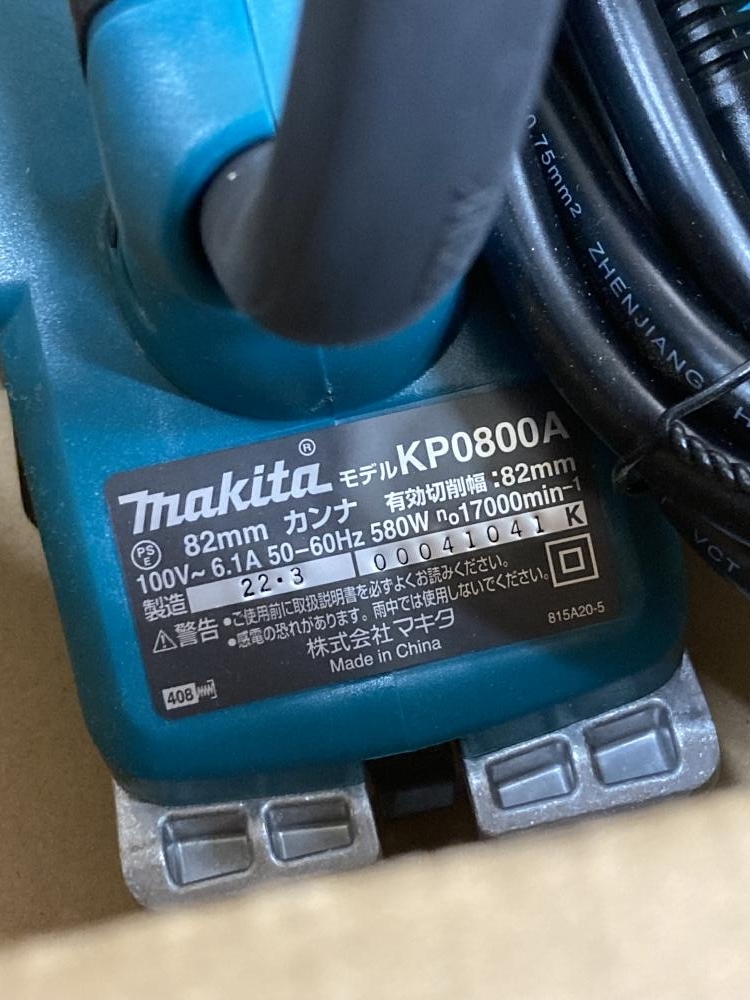 0.75mm2 ZHENJIANG H
VCT
makita® モデルKP0800A
82mm カンナ 有効切削幅:82mm
PS
E
100V~ 6.1A 50-60Hz 580W n₀17000min-1
製造 22.3 00041041 K
警告 •ご使用前に取扱説明書を必ずよくお読みください。
•感電の恐れがあります。雨中では使用しないでください。
株式会社 マキタ
Made in China
815A20-5
408